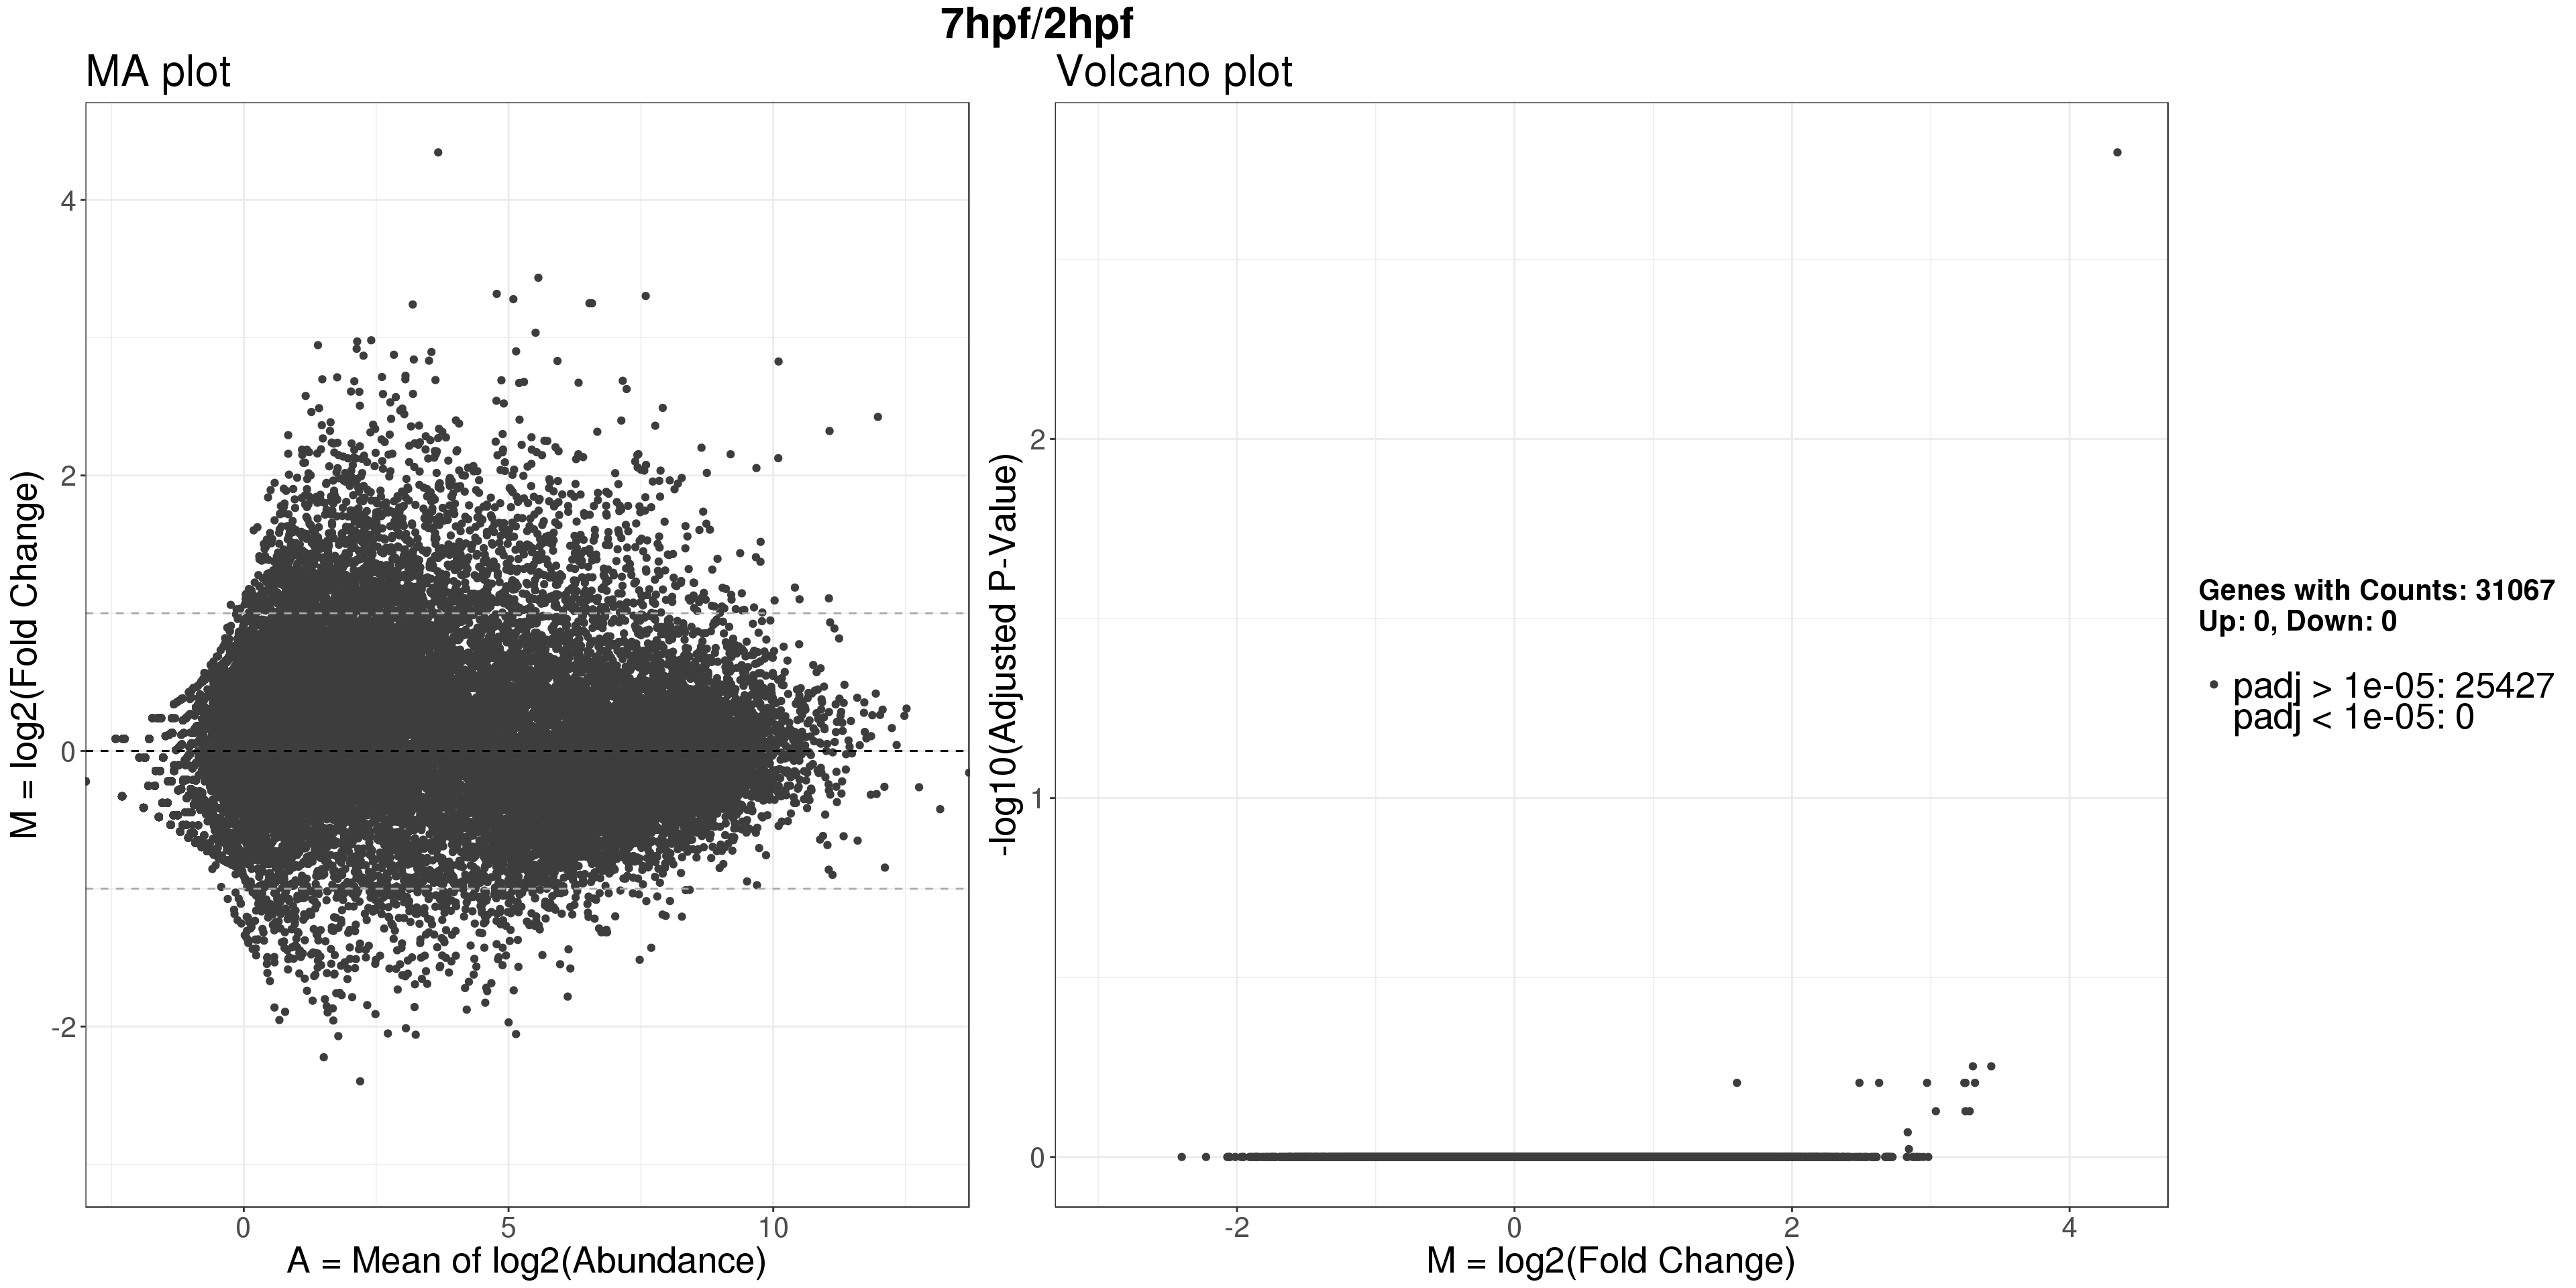 7hpf/2hpf
MA plot
M = log2(Fold Change)
4
2
0
-2
0
5
10
A = Mean of log2(Abundance)
Volcano plot
-log10(Adjusted P-Value)
2
1
0
-2
0
2
4
M = log2(Fold Change)
Genes with Counts: 31067
Up: 0, Down: 0
padj > 1e-05: 25427
padj < 1e-05: 0